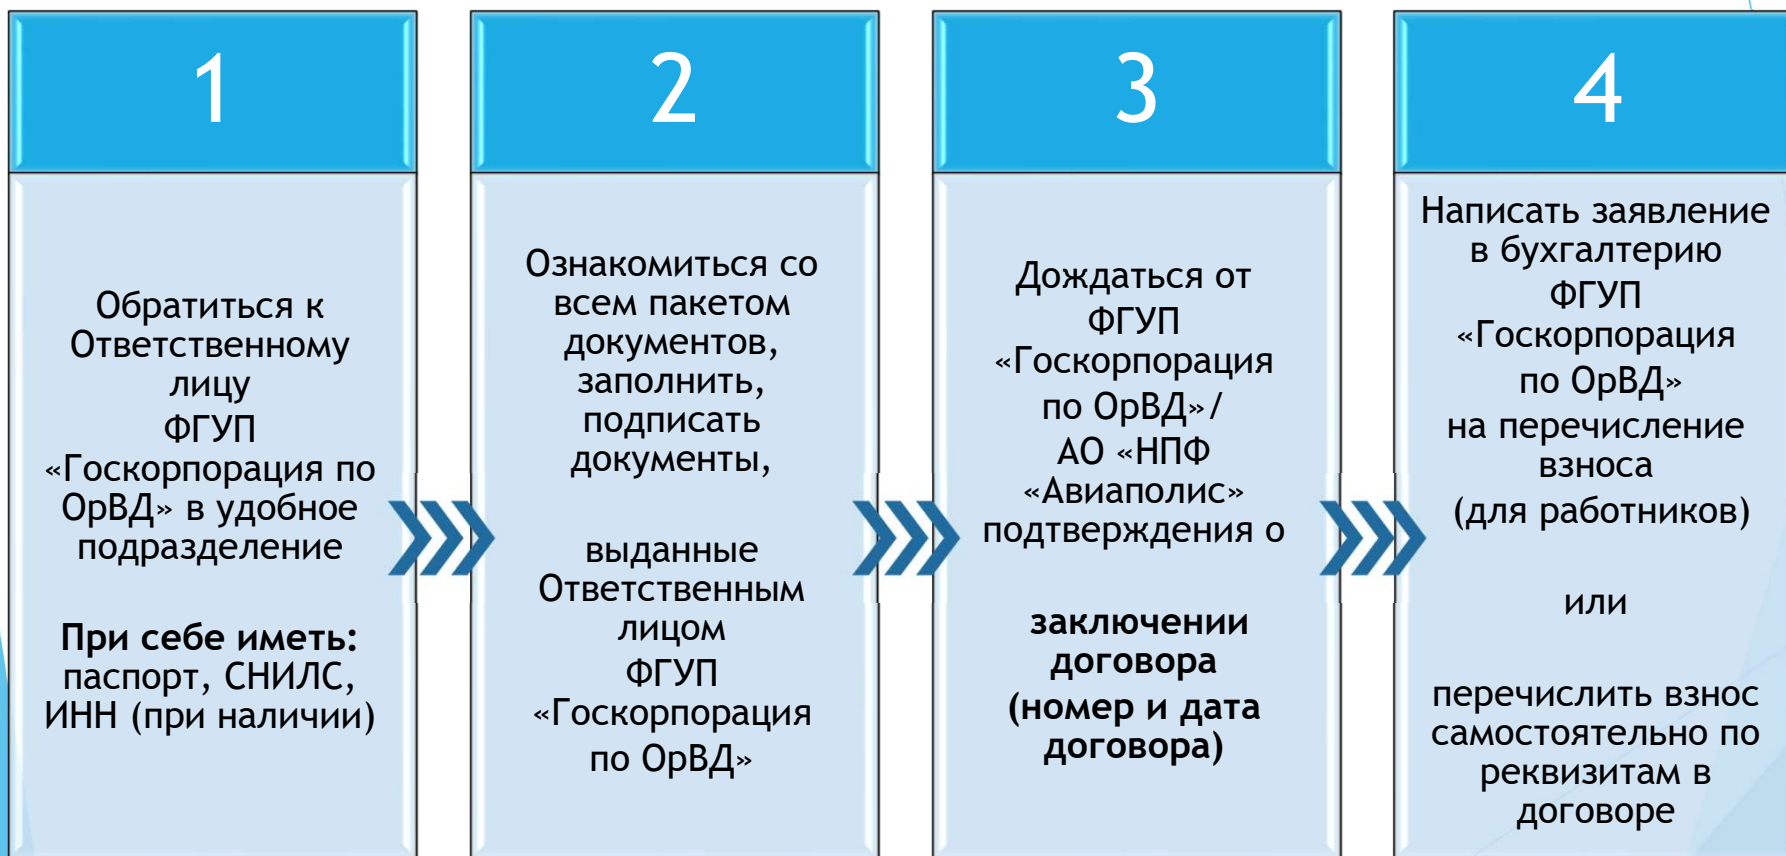 1
Обратиться к
Ответственному
лицу
ФГУП
«Госкорпорация по
ОрВД» в удобное
подразделение
При себе иметь:
паспорт, СНИЛС,
ИНН (при наличии)
2
Ознакомиться со
всем пакетом
документов,
заполнить,
подписать
документы,
выданные
Ответственным
лицом
ФГУП
«Госкорпорация
по ОрВД»
3
Дождаться от
ФГУП
«Госкорпорация
по ОрВД»/
АО «НПФ
«Авиаполис»
подтверждения о
заключении
договора
(номер и дата
договора)
4
Написать заявление
в бухгалтерию
ФГУП
«Госкорпорация
по ОрВД»
на перечисление
взноса
(для работников)
или
перечислить взнос
самостоятельно по
реквизитам в
договоре